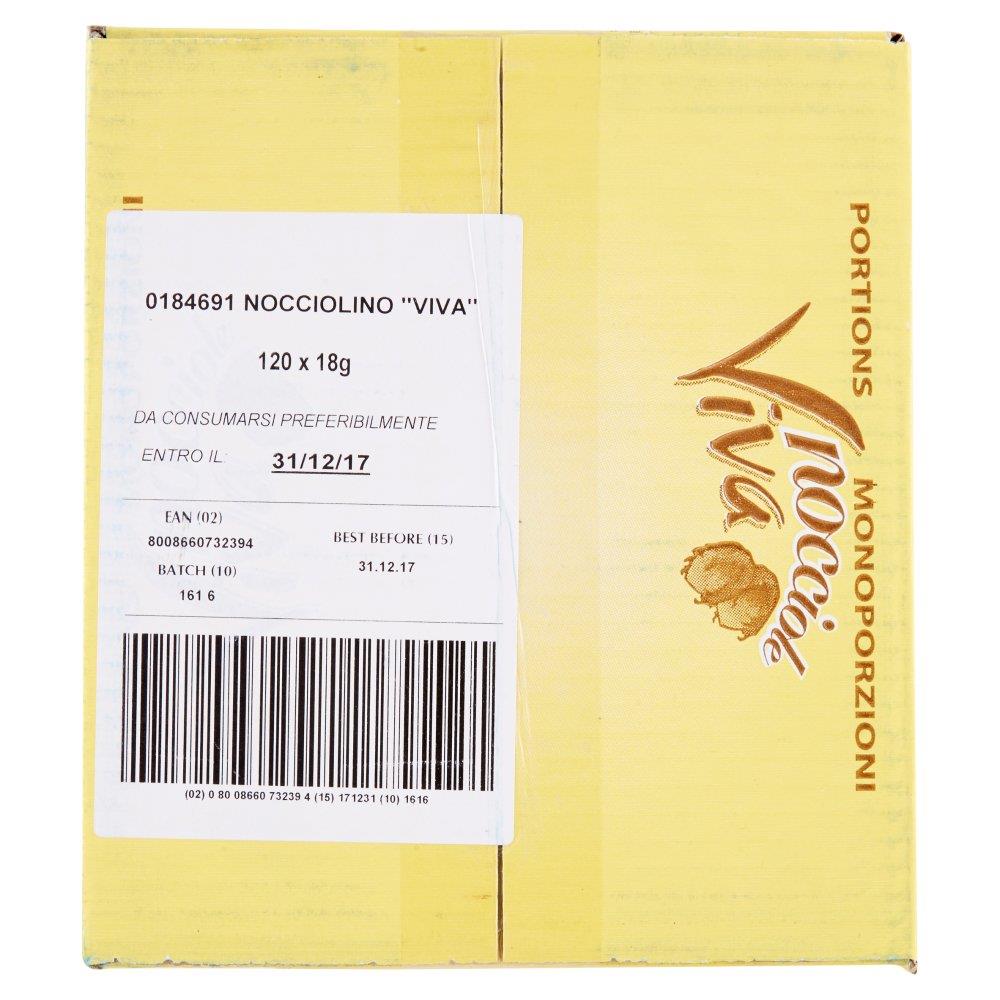 0184691 NOCCIOLINO "VIVA"
120 x 18g
DA CONSUMARSI PREFERIBILMENTE
ENTRO IL: 31/12/17
EAN (02)
8008660732394
BEST BEFORE (15)
31.12.17
BATCH (10)
161 6
(02) 0 80 08660 73239 4 (15) 171231 (10) 1616
PORTIONS MONOPORZIONI
Viva
nocciole